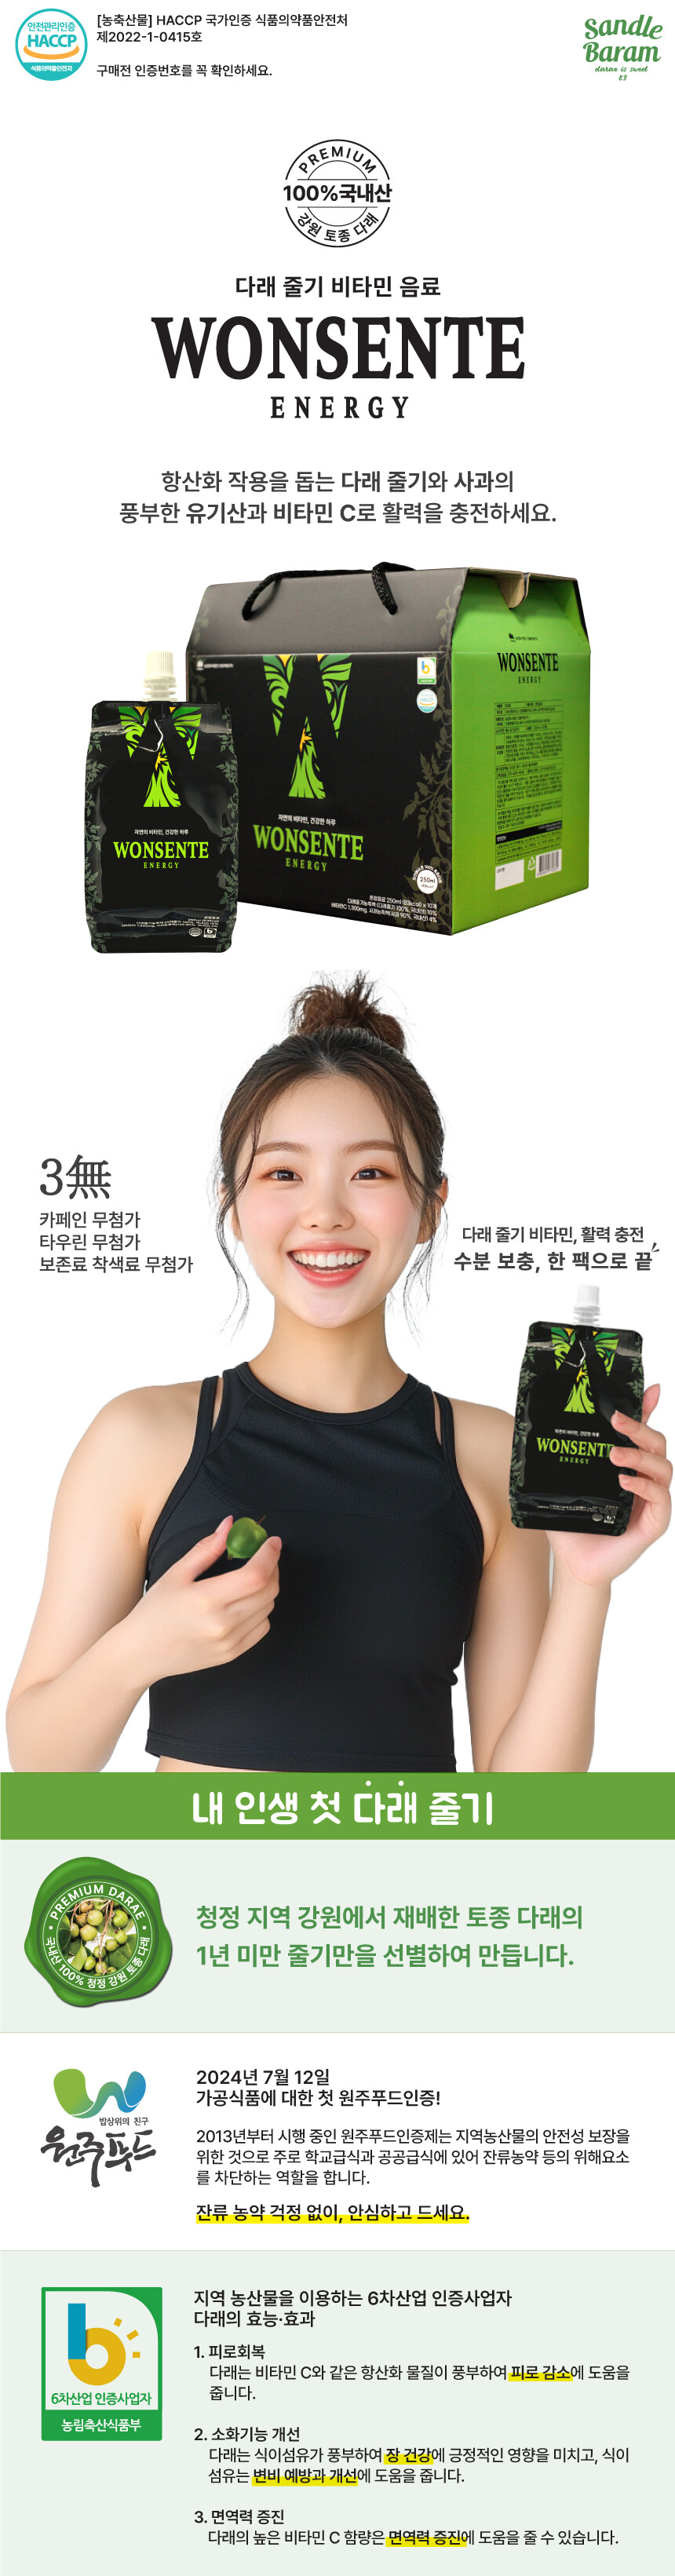 안전관리인증
HACCP
식품의약품안전처
[농축산물] HACCP 국가인증 식품의약품안전처
제2022-1-0415호
구매전 인증번호를 꼭 확인하세요.
Sandle
Baram
darae is sweet
PREMIUM
100%국내산
강원 토종 다래
다래 줄기 비타민 음료
WONSENTE
ENERGY
항산화 작용을 돕는 다래 줄기와 사과의
풍부한 유기산과 비타민 C로 활력을 충전하세요.
WONSENTE
ENERGY
자연의 비타민, 건강한 하루
WONSENTE
ENERGY
250ml
자연의 비타민, 건강한 하루
WONSENTE
ENERGY
3無
카페인 무첨가
타우린 무첨가
보존료 착색료 무첨가
다래 줄기 비타민, 활력 충전
수분 보충, 한 팩으로 끝
자연의 비타민, 건강한 하루
WONSENTE
ENERGY
내 인생 첫 다래 줄기
PREMIUM DARAE
국내산 100% 청정 강원 토종 다래
청정 지역 강원에서 재배한 토종 다래의
1년 미만 줄기만을 선별하여 만듭니다.
밥상위의 친구
원주푸드
2024년 7월 12일
가공식품에 대한 첫 원주푸드인증!
2013년부터 시행 중인 원주푸드인증제는 지역농산물의 안전성 보장을
위한 것으로 주로 학교급식과 공공급식에 있어 잔류농약 등의 위해요소
를 차단하는 역할을 합니다.
잔류 농약 걱정 없이, 안심하고 드세요.
6차산업 인증사업자
농림축산식품부
지역 농산물을 이용하는 6차산업 인증사업자
다래의 효능·효과
1. 피로회복
다래는 비타민 C와 같은 항산화 물질이 풍부하여 피로 감소에 도움을
줍니다.
2. 소화기능 개선
다래는 식이섬유가 풍부하여 장 건강에 긍정적인 영향을 미치고, 식이
섬유는 변비 예방과 개선에 도움을 줍니다.
3. 면역력 증진
다래의 높은 비타민 C 함량은 면역력 증진에 도움을 줄 수 있습니다.